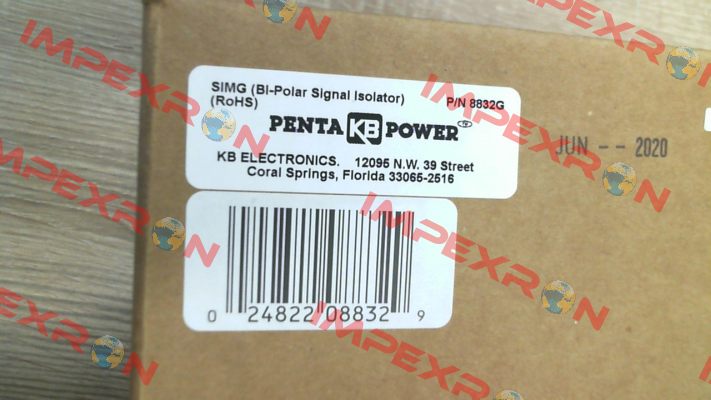 SIMG (Bi-Polar Signal Isolator) P/N 8832G
(RoHS)
PENTA KB POWER
KB ELECTRONICS. 12095 N.W. 39 Street
Coral Springs, Florida 33065-2516
JUN -- 2020
0 24822 08832 9
IMPEXRON
IMPEXRON
IMPEXRON
IMPEXRON
IMPEXRON
IMPEXRON